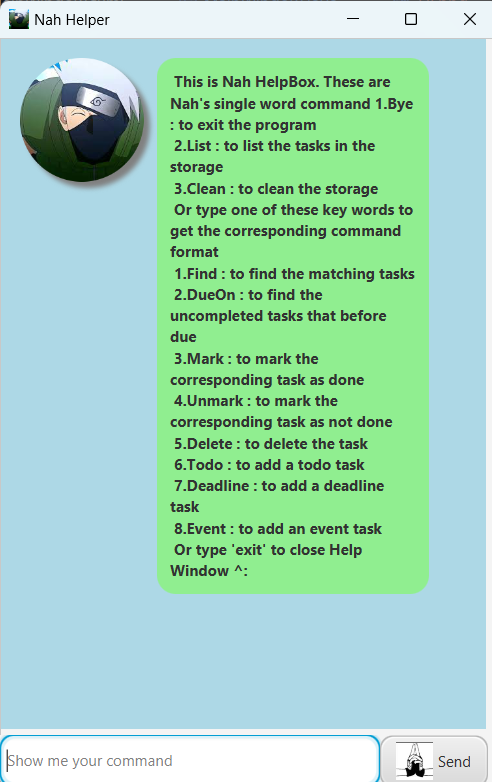 Nah Helper
This is Nah HelpBox. These are
Nah's single word command 1.Bye
: to exit the program
2.List : to list the tasks in the
storage
3.Clean : to clean the storage
Or type one of these key words to
get the corresponding command
format
1.Find : to find the matching tasks
2.DueOn : to find the
uncompleted tasks that before
due
3.Mark : to mark the
corresponding task as done
4.Unmark : to mark the
corresponding task as not done
5.Delete : to delete the task
6.Todo : to add a todo task
7.Deadline : to add a deadline
task
8.Event : to add an event task
Or type 'exit' to close Help
Window ^:
Show me your command
Send